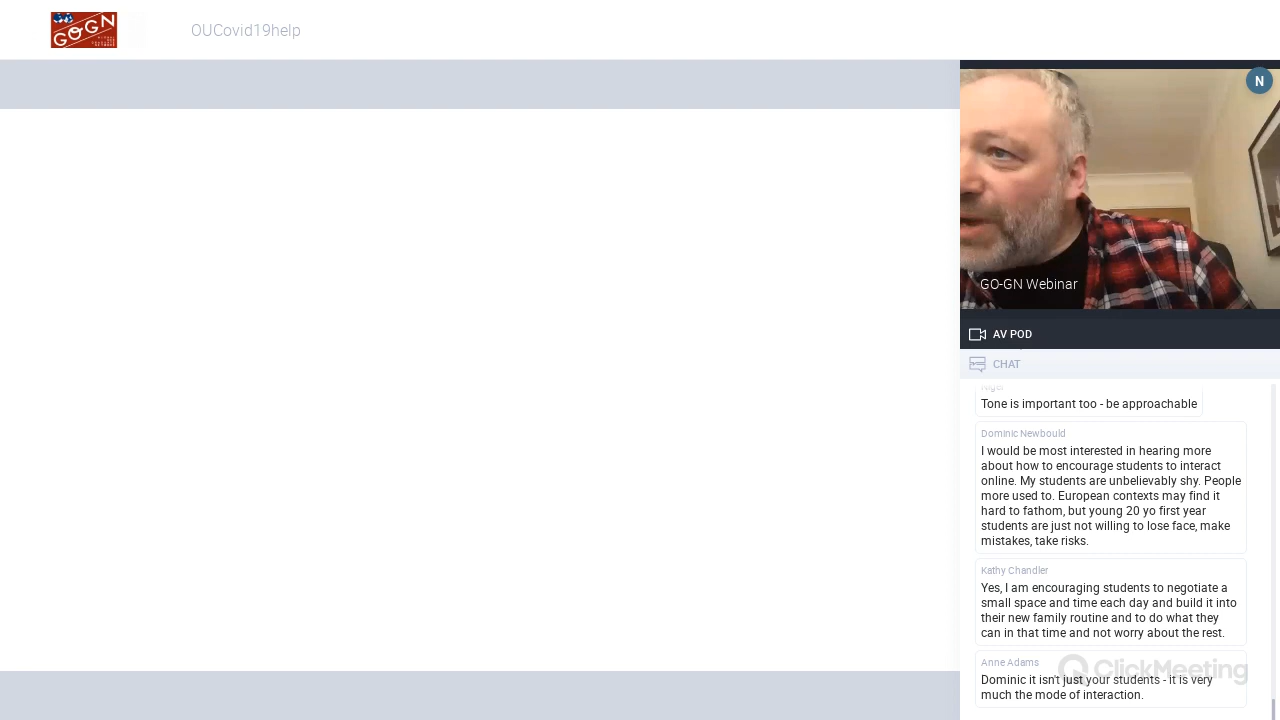 GO-GN
OUCovid19help
N
GO-GN Webinar
AV POD
CHAT
Tone is important too - be approachable
Dominic Newbould
I would be most interested in hearing more
about how to encourage students to interact
online. My students are unbelievably shy. People
more used to. European contexts may find it
hard to fathom, but young 20 yo first year
students are just not willing to lose face, make
mistakes, take risks.
Kathy Chandler
Yes, I am encouraging students to negotiate a
small space and time each day and build it into
their new family routine and to do what they
can in that time and not worry about the rest.
Anne Adams
ClickMeeting
Dominic it isn't just your students - it is very
much the mode of interaction.